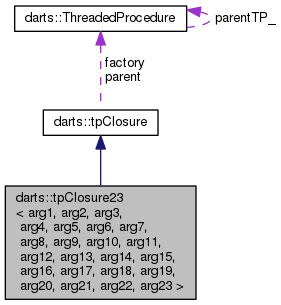 darts::ThreadedProcedure
parentTP_
factory
parent
darts::tpClosure
darts::tpClosure23
< arg1, arg2, arg3,
arg4, arg5, arg6, arg7,
arg8, arg9, arg10, arg11,
arg12, arg13, arg14, arg15,
arg16, arg17, arg18, arg19,
arg20, arg21, arg22, arg23 >